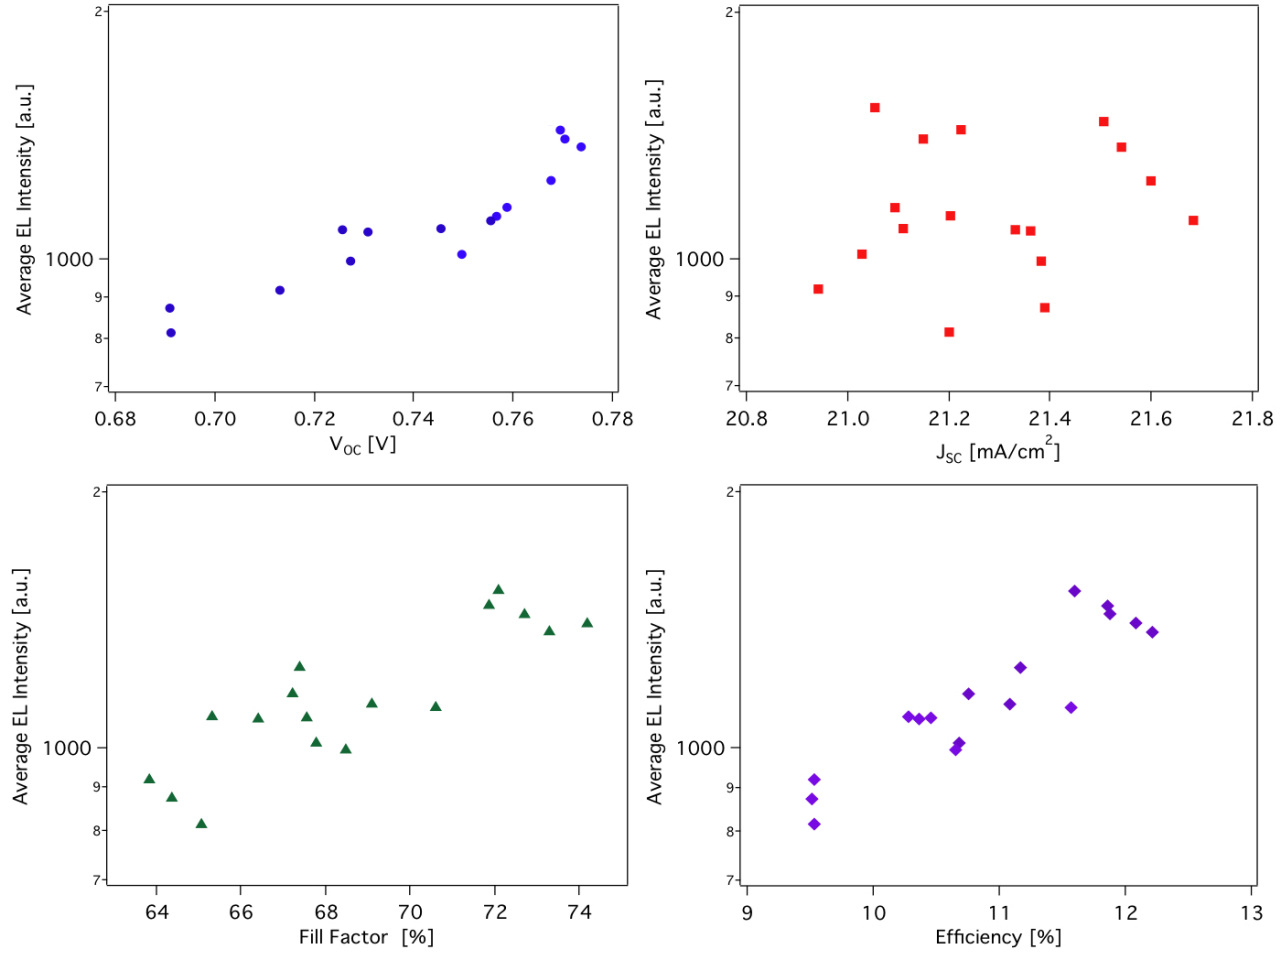 2
1000
9
8
7
Average EL Intensity [a.u.]
0.68 0.70 0.72 0.74 0.76 0.78
V_OC [V]
2
1000
9
8
7
Average EL Intensity [a.u.]
20.8 21.0 21.2 21.4 21.6 21.8
J_SC [mA/cm²]
2
1000
9
8
7
Average EL Intensity [a.u.]
64 66 68 70 72 74
Fill Factor [%]
2
1000
9
8
7
Average EL Intensity [a.u.]
9 10 11 12 13
Efficiency [%]